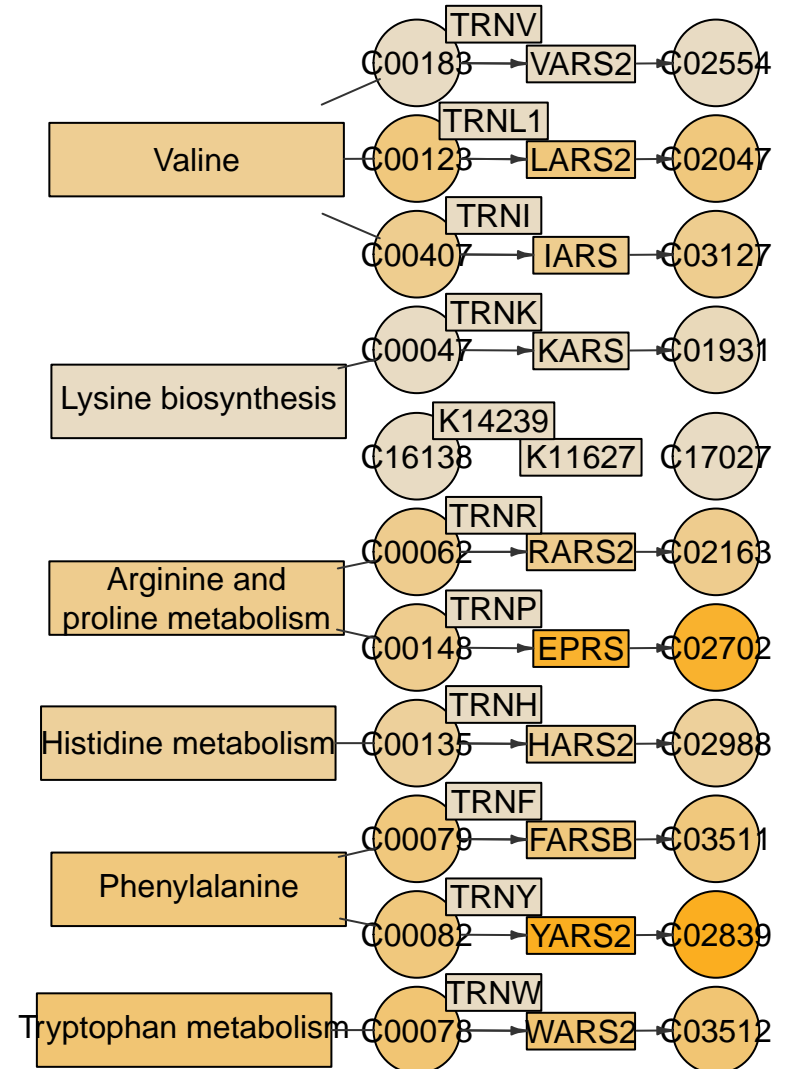 TRNV
C00183 VARS2 C02554
TRNL1
Valine C00123 LARS2 C02047
TRNI
C00407 IARS C03127
TRNK
C00047 KARS C01931
Lysine biosynthesis
K14239
C16138 K11627 C17027
TRNR
C00062 RARS2 C02163
Arginine and
proline metabolism
TRNP
C00148 EPRS C02702
TRNH
Histidine metabolism C00135 HARS2 C02988
TRNF
C00079 FARSB C03511
Phenylalanine
TRNY
C00082 YARS2 C02839
TRNW
Tryptophan metabolism C00078 WARS2 C03512